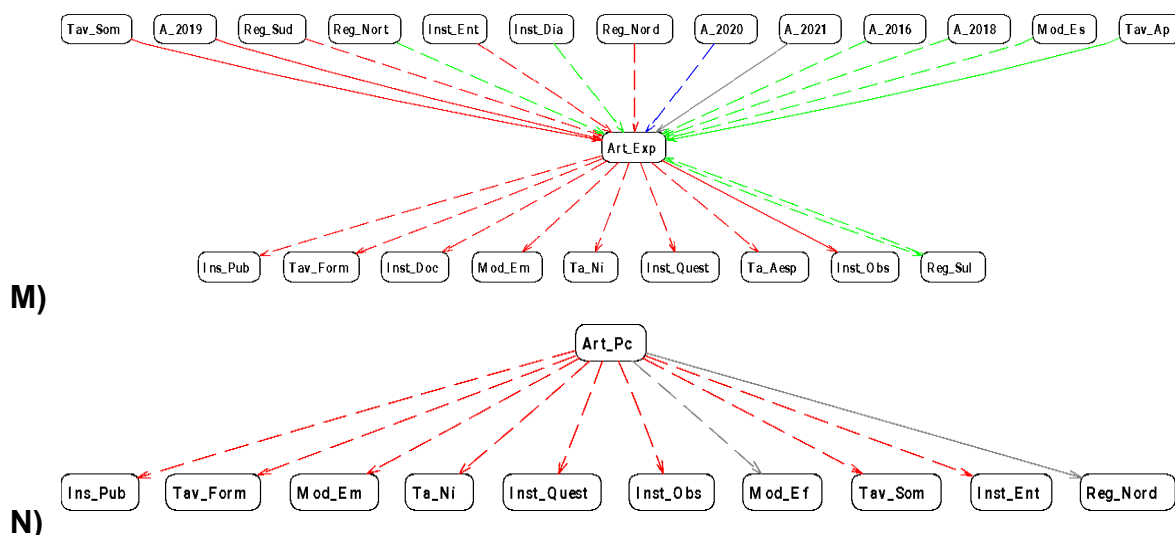 Tav_Som A_2019 Reg_Sud Reg_Nort Inst_Ent Inst_Dia Reg_Nord A_2020 A_2021 A_2016 A_2018 Mod_Es Tav_Ap
Art_Exp
Ins_Pub Tav_Form Inst_Doc Mod_Em Ta_Ni Inst_Quest Ta_Aesp Inst_Obs Reg_Sul
M)
Art_Pc
Ins_Pub Tav_Form Mod_Em Ta_Ni Inst_Quest Inst_Obs Mod_Ef Tav_Som Inst_Ent Reg_Nord
N)